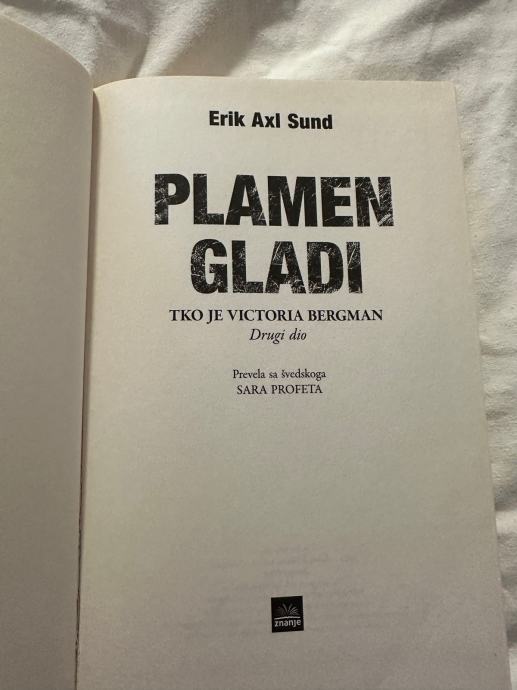 Erik Axl Sund
PLAMEN
GLADI
TKO JE VICTORIA BERGMAN
Drugi dio
Prevela sa švedskoga
SARA PROFETA
znanje